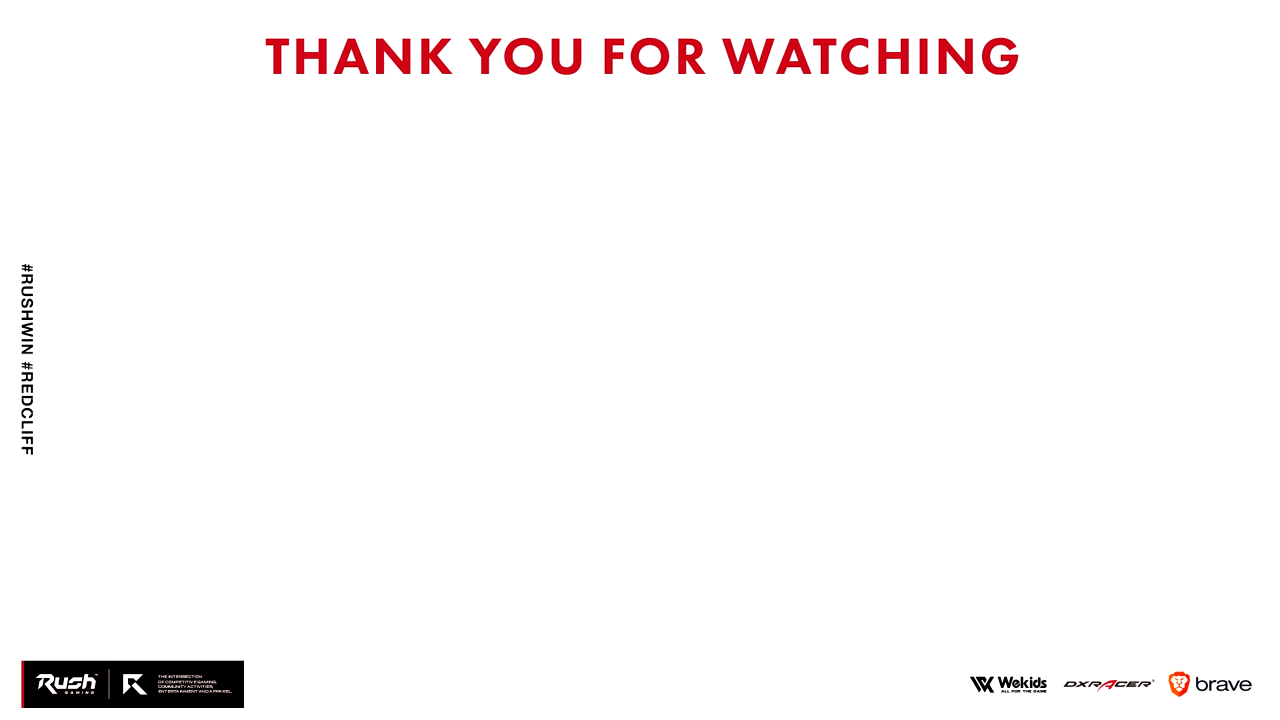 THANK YOU FOR WATCHING
#RUSHWIN #REDCLIFF
Rush
GAMING
THE INTERSECTION
OF COMPETITIVE GAMING,
COMMUNITY ACTIVITIES,
ENTERTAINMENT AND APPAREL.
Wekids
ALL FOR THE GAME
DXRACER
brave